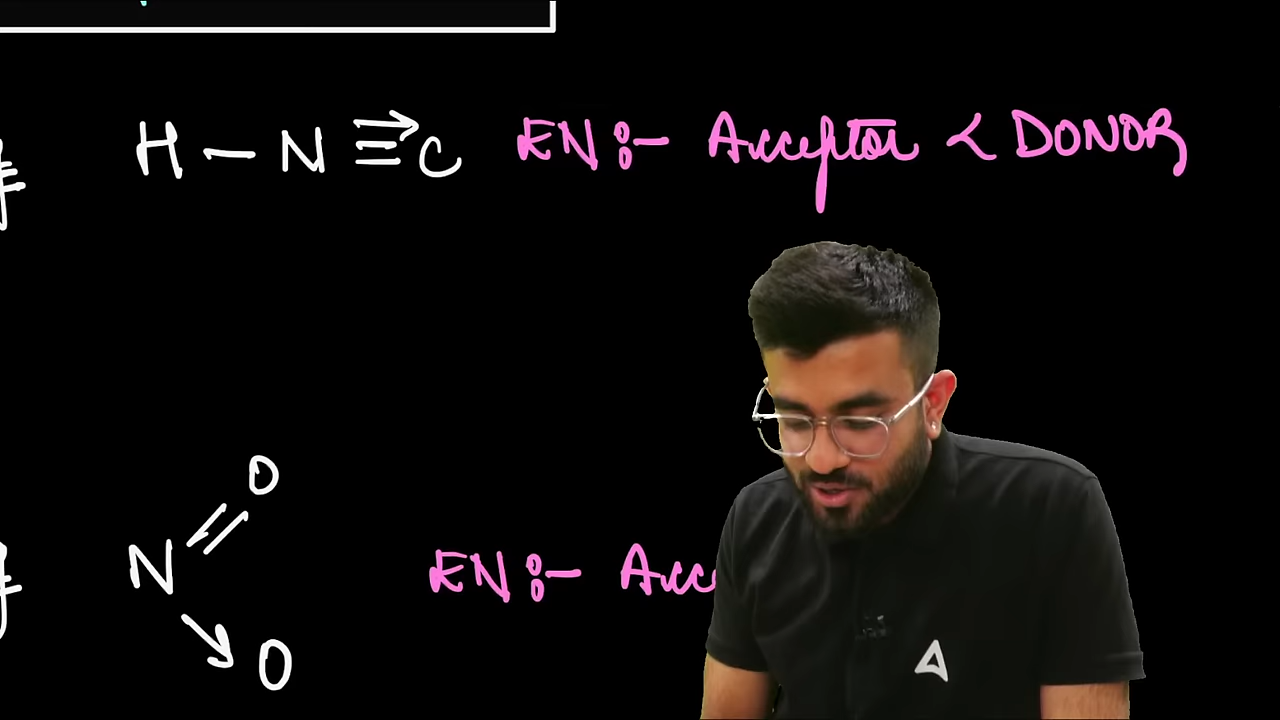 H — N ≡ C EN :- Acceptor < DONOR
O
N
EN :- Acc
O